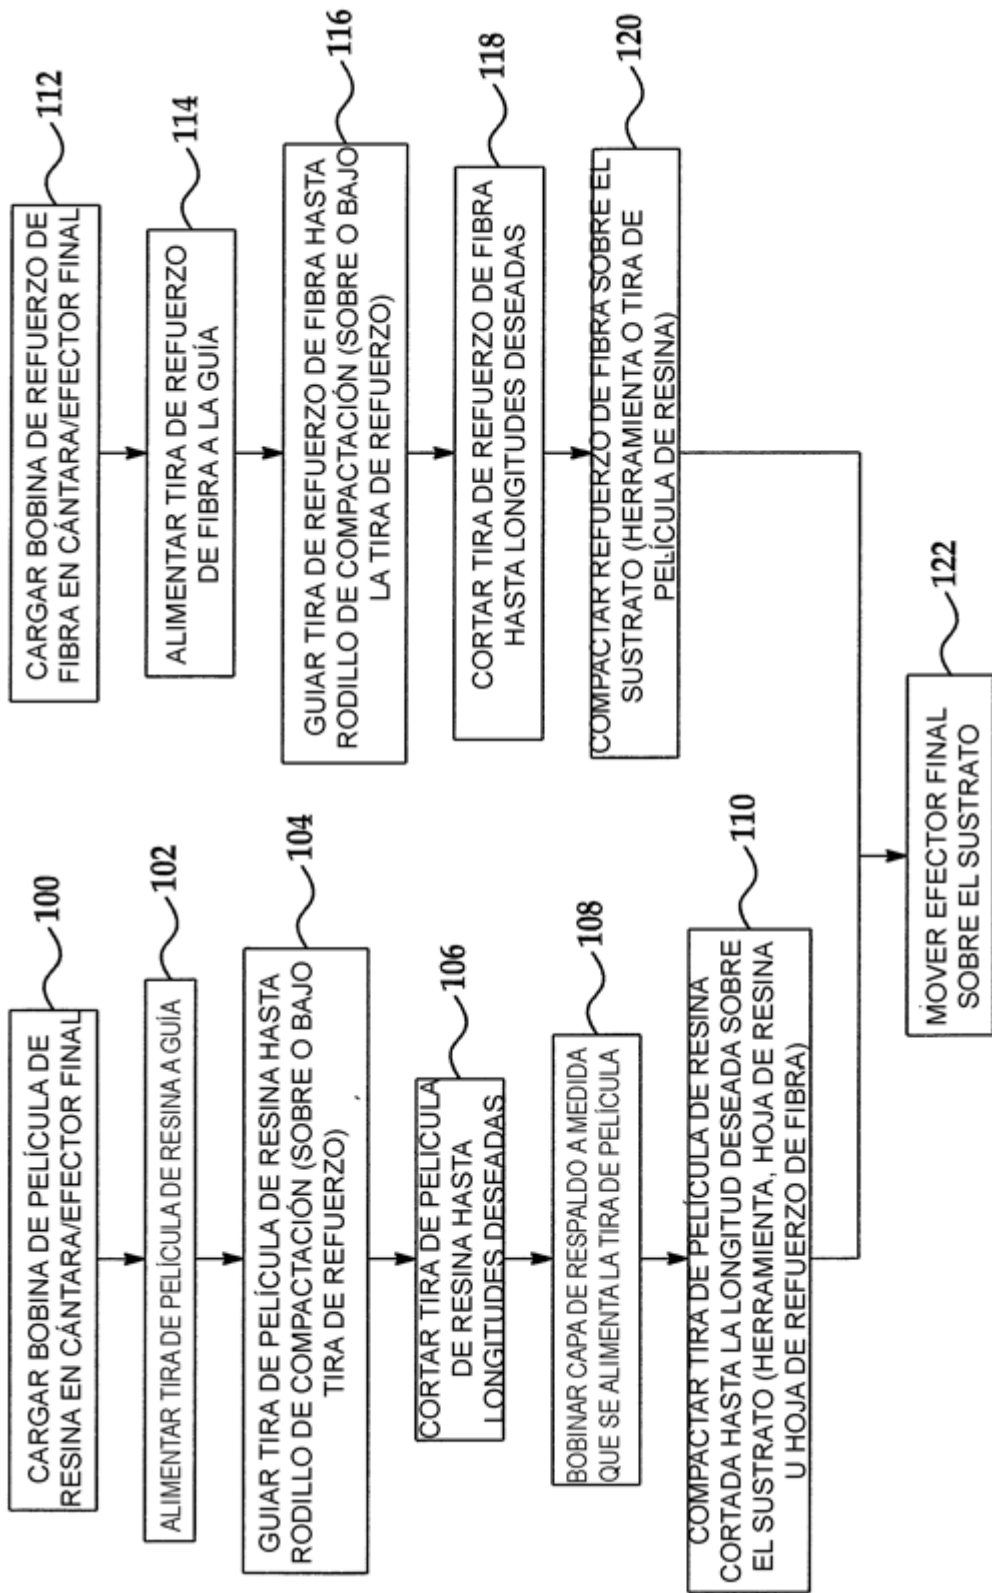 CARGAR BOBINA DE PELÍCULA DE
RESINA EN CÁNTARA/EFECTOR FINAL
100
ALIMENTAR TIRA DE PELÍCULA DE RESINA A GUÍA
102
GUIAR TIRA DE PELÍCULA DE RESINA HASTA
RODILLO DE COMPACTACIÓN (SOBRE O BAJO
TIRA DE REFUERZO)
104
CORTAR TIRA DE PELICULA
DE RESINA HASTA
LONGITUDES DESEADAS
106
BOBINAR CAPA DE RESPALDO A MEDIDA
QUE SE ALIMENTA LA TIRA DE PELÍCULA
108
COMPACTAR TIRA DE PELÍCULA DE RESINA
CORTADA HASTA LA LONGITUD DESEADA SOBRE
EL SUSTRATO (HERRAMIENTA, HOJA DE RESINA
U HOJA DE REFUERZO DE FIBRA)
110
CARGAR BOBINA DE REFUERZO DE
FIBRA EN CÁNTARA/EFECTOR FINAL
112
ALIMENTAR TIRA DE REFUERZO
DE FIBRA A LA GUÍA
114
GUIAR TIRA DE REFUERZO DE FIBRA HASTA
RODILLO DE COMPACTACIÓN (SOBRE O BAJO
LA TIRA DE REFUERZO)
116
CORTAR TIRA DE REFUERZO DE FIBRA
HASTA LONGITUDES DESEADAS
118
COMPACTAR REFUERZO DE FIBRA SOBRE EL
SUSTRATO (HERRAMIENTA O TIRA DE
PELÍCULA DE RESINA)
120
MOVER EFECTOR FINAL
SOBRE EL SUSTRATO
122